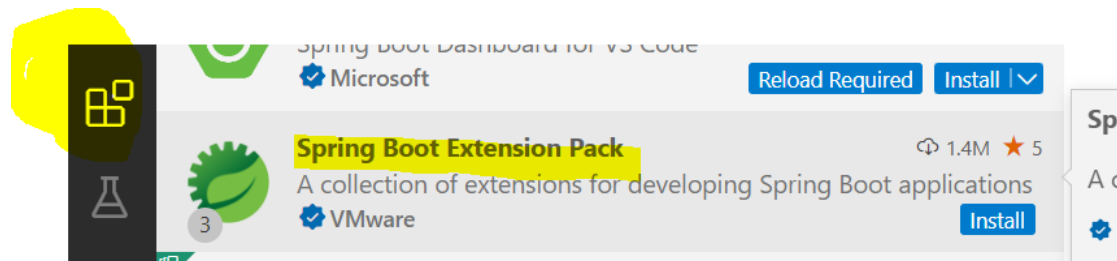 Spring Boot Dashboard for VS Code
Microsoft
Reload Required
Install
Sp
Spring Boot Extension Pack
1.4M
5
A collection of extensions for developing Spring Boot applications
A c
3
VMware
Install